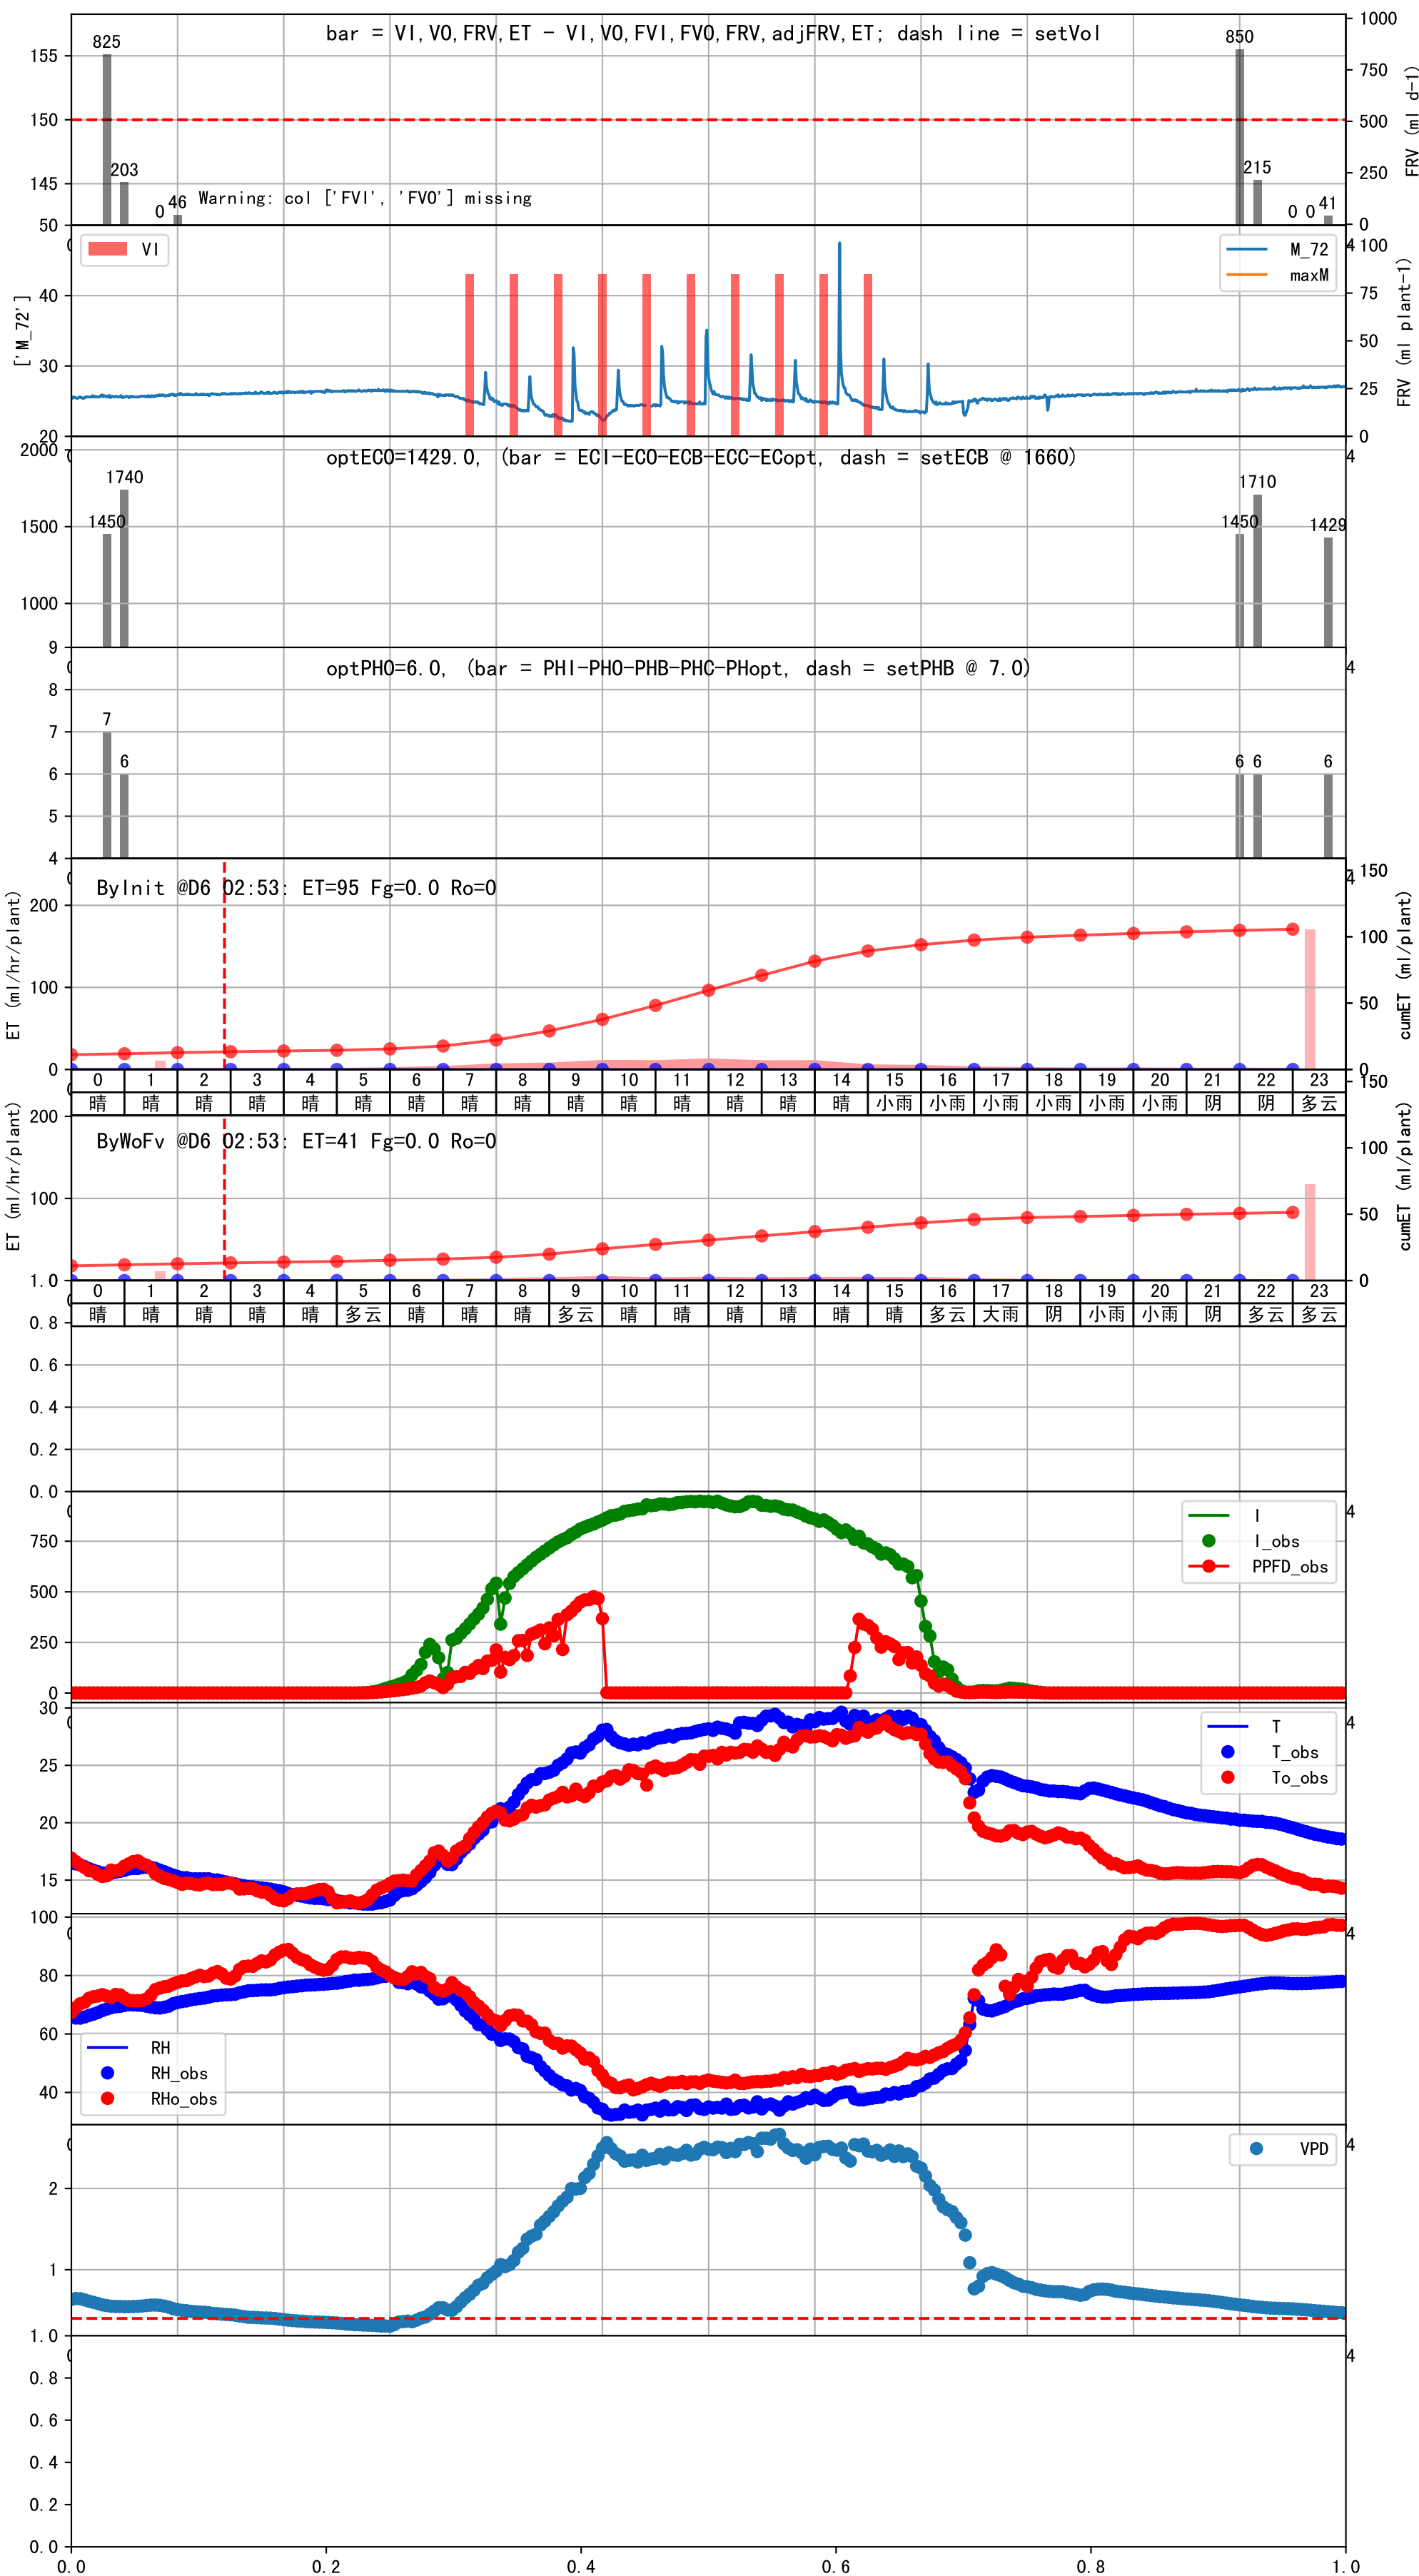 bar = VI,VO,FRV,ET - VI,VO,FVI,FVO,FRV,adjFRV,ET; dash line = setVol
155
150
145
50
825
203
0
46
Warning: col ['FVI', 'FVO'] missing
850
215
0
0
41
1000
750
500
250
0
FRV (ml d-1)
VI
M_72
maxM
['M_72']
40
30
20
100
75
50
25
0
FRV (ml plant-1)
optECO=1429.0, (bar = ECI-ECO-ECB-ECC-ECopt, dash = setECB @ 1660)
2000
1500
1000
9
1450
1740
1450
1710
1429
optPHO=6.0, (bar = PHI-PHO-PHB-PHC-PHopt, dash = setPHB @ 7.0)
8
7
6
5
4
7
6
6
6
6
ByInit @D6 02:53: ET=95 Fg=0.0 Ro=0
ET (ml/hr/plant)
200
100
0
150
100
50
0
cumET (ml/plant)
0 1 2 3 4 5 6 7 8 9 10 11 12 13 14 15 16 17 18 19 20 21 22 23
晴 晴 晴 晴 晴 晴 晴 晴 晴 晴 晴 晴 晴 晴 晴 小雨 小雨 小雨 小雨 小雨 小雨 阴 阴 多云
ByWoFv @D6 02:53: ET=41 Fg=0.0 Ro=0
ET (ml/hr/plant)
200
100
1.0
150
100
50
0
cumET (ml/plant)
0 1 2 3 4 5 6 7 8 9 10 11 12 13 14 15 16 17 18 19 20 21 22 23
晴 晴 晴 晴 晴 多云 晴 晴 晴 多云 晴 晴 晴 晴 晴 晴 多云 大雨 阴 小雨 小雨 阴 多云 多云
0.8
0.6
0.4
0.2
0.0
750
500
250
0
I
I_obs
PPFD_obs
30
25
20
15
T
T_obs
To_obs
100
80
60
40
RH
RH_obs
RHo_obs
2
1
VPD
1.0
0.8
0.6
0.4
0.2
0.0
0.0 0.2 0.4 0.6 0.8 1.0